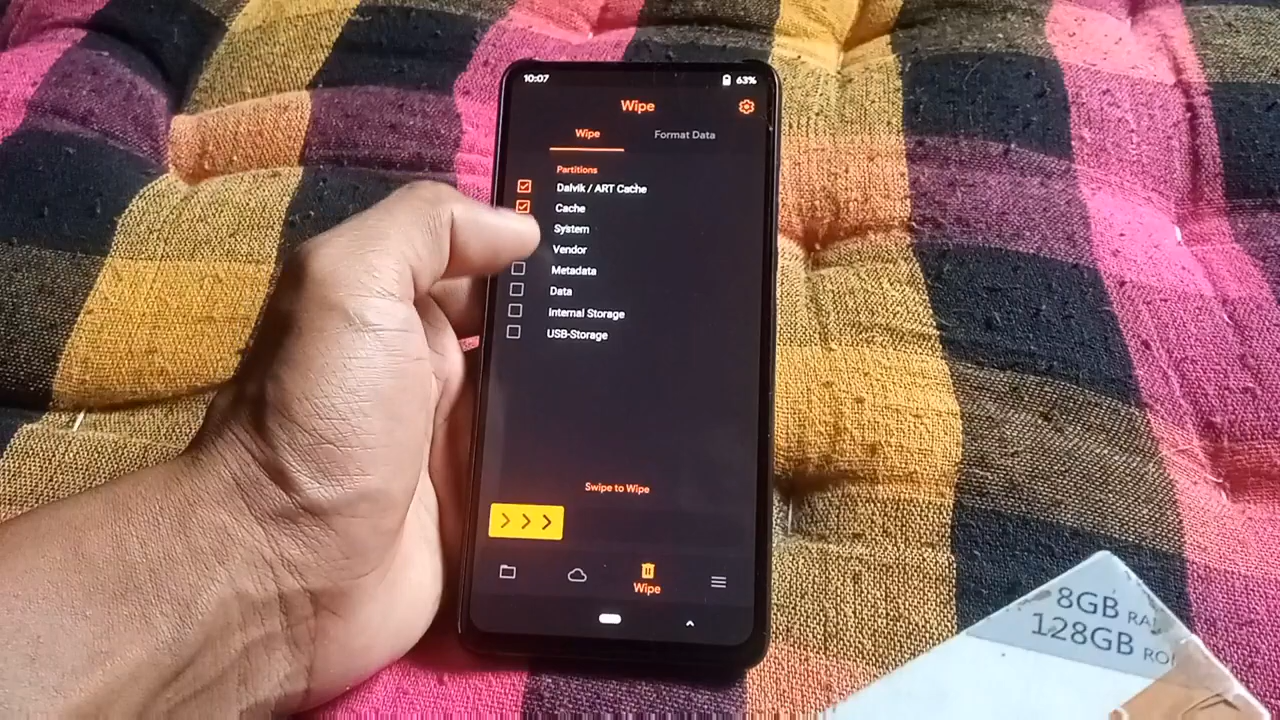 10:07
63%
Wipe
Wipe
Format Data
Partitions
Dalvik / ART Cache
Cache
System
Vendor
Metadata
Data
Internal Storage
USB-Storage
Swipe to Wipe
Wipe
8GB
128GB